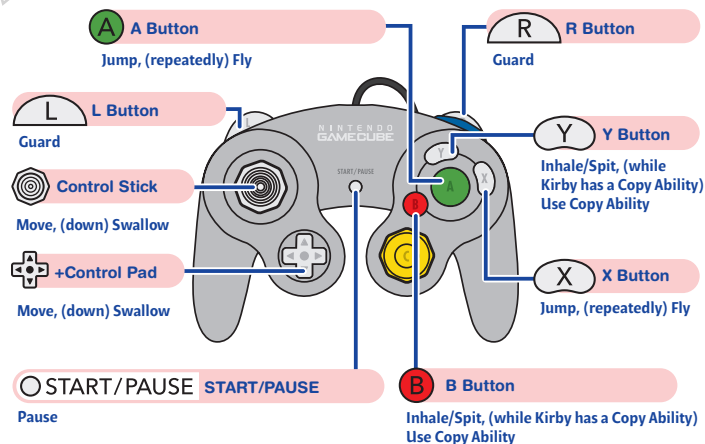 A A Button
Jump, (repeatedly) Fly
R R Button
Guard
L L Button
Guard
L
NINTENDO
GAMECUBE
Y Y Button
Inhale/Spit, (while
Kirby has a Copy Ability)
Use Copy Ability
Control Stick
Move, (down) Swallow
START/PAUSE
Y
X
A
B
C
+Control Pad
Move, (down) Swallow
X X Button
Jump, (repeatedly) Fly
START/PAUSE START/PAUSE
Pause
B B Button
Inhale/Spit, (while Kirby has a Copy Ability)
Use Copy Ability